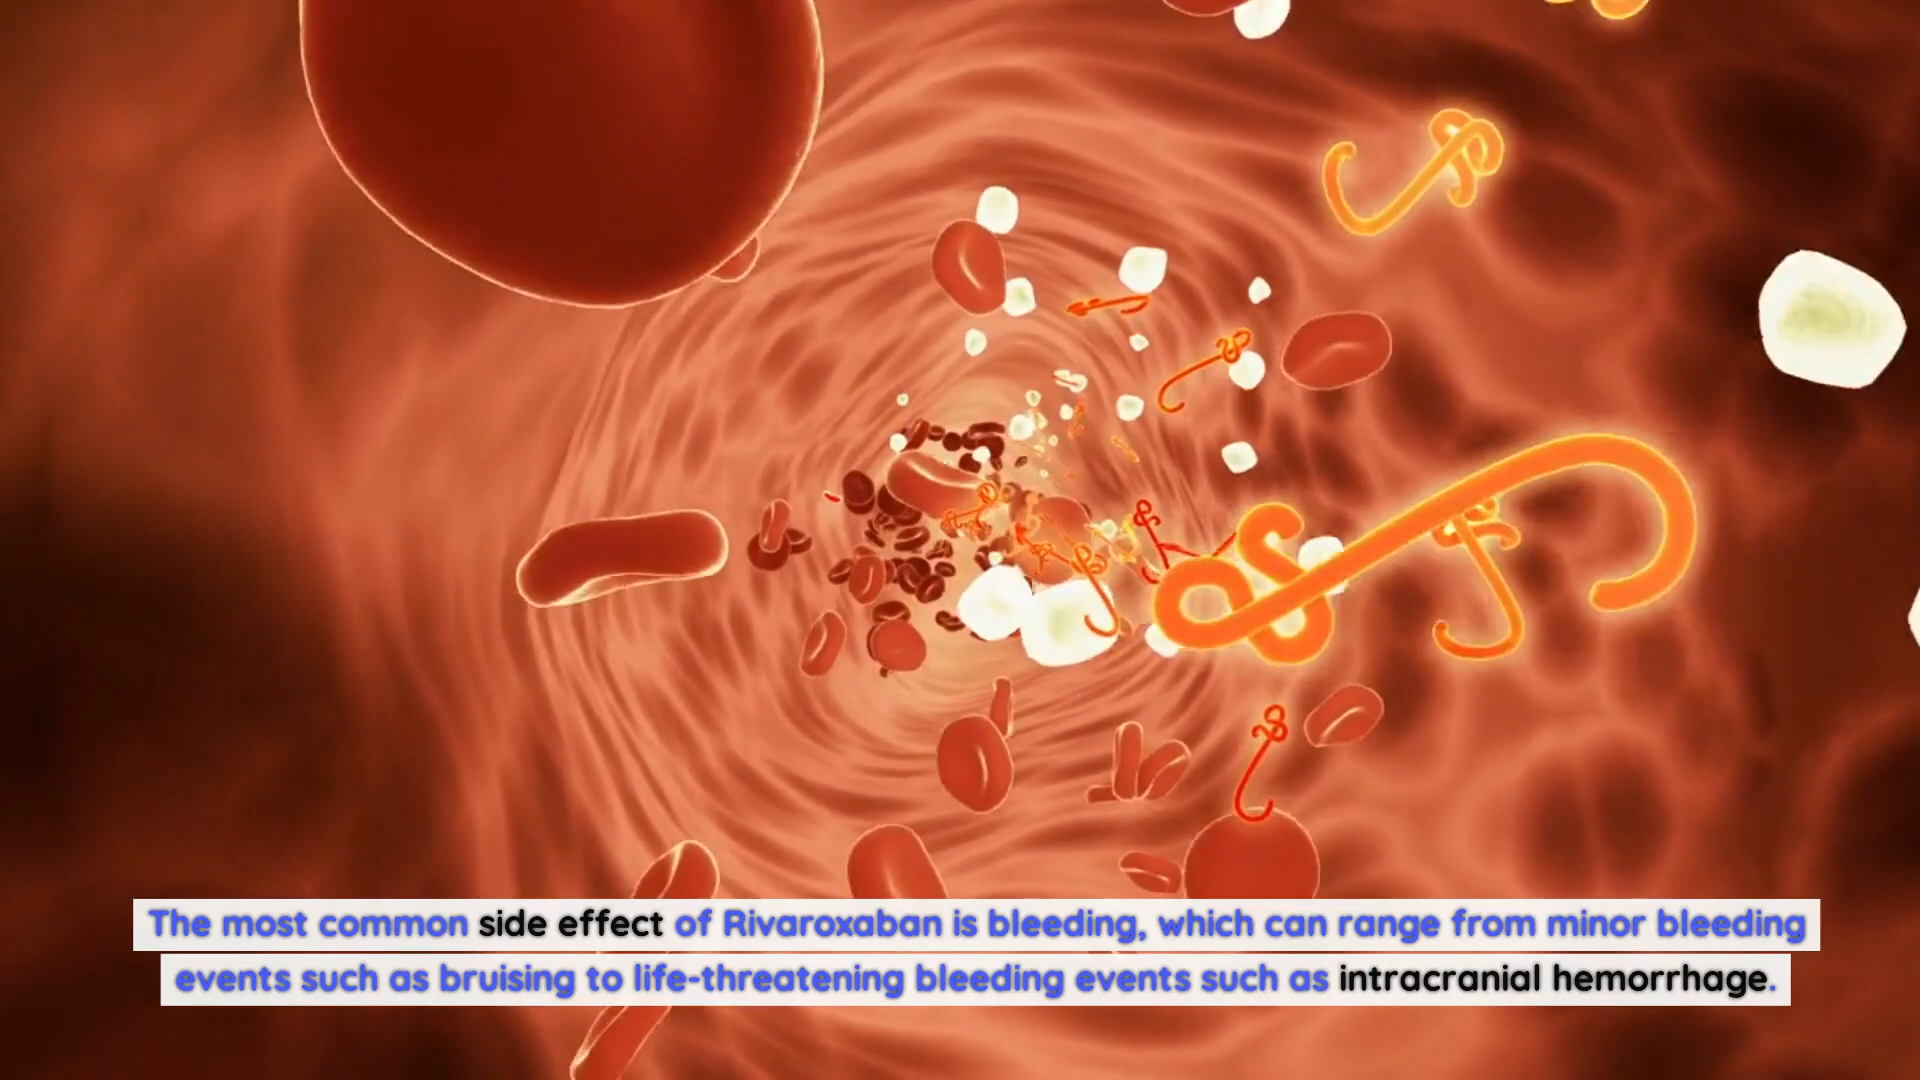 The most common side effect of Rivaroxaban is bleeding, which can range from minor bleeding
events such as bruising to life-threatening bleeding events such as intracranial hemorrhage.